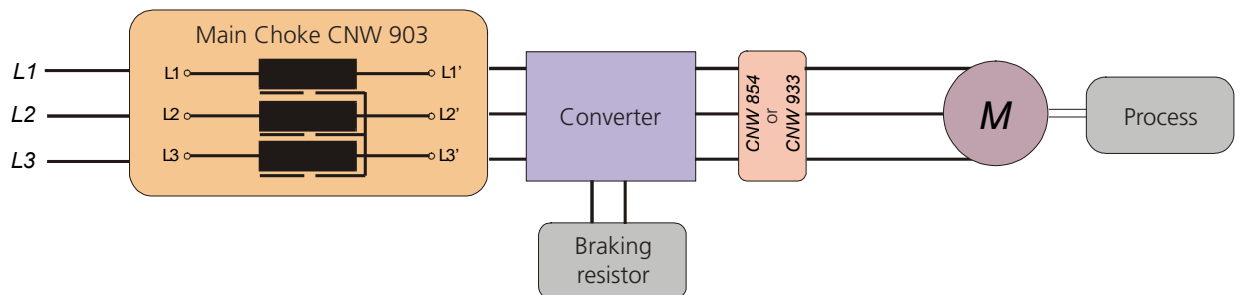 Main Choke CNW 903
L1
L1
L1'
L2
L2
L2'
L3
L3
L3'
Converter
CNW 854
or
CNW 933
M
Process
Braking
resistor